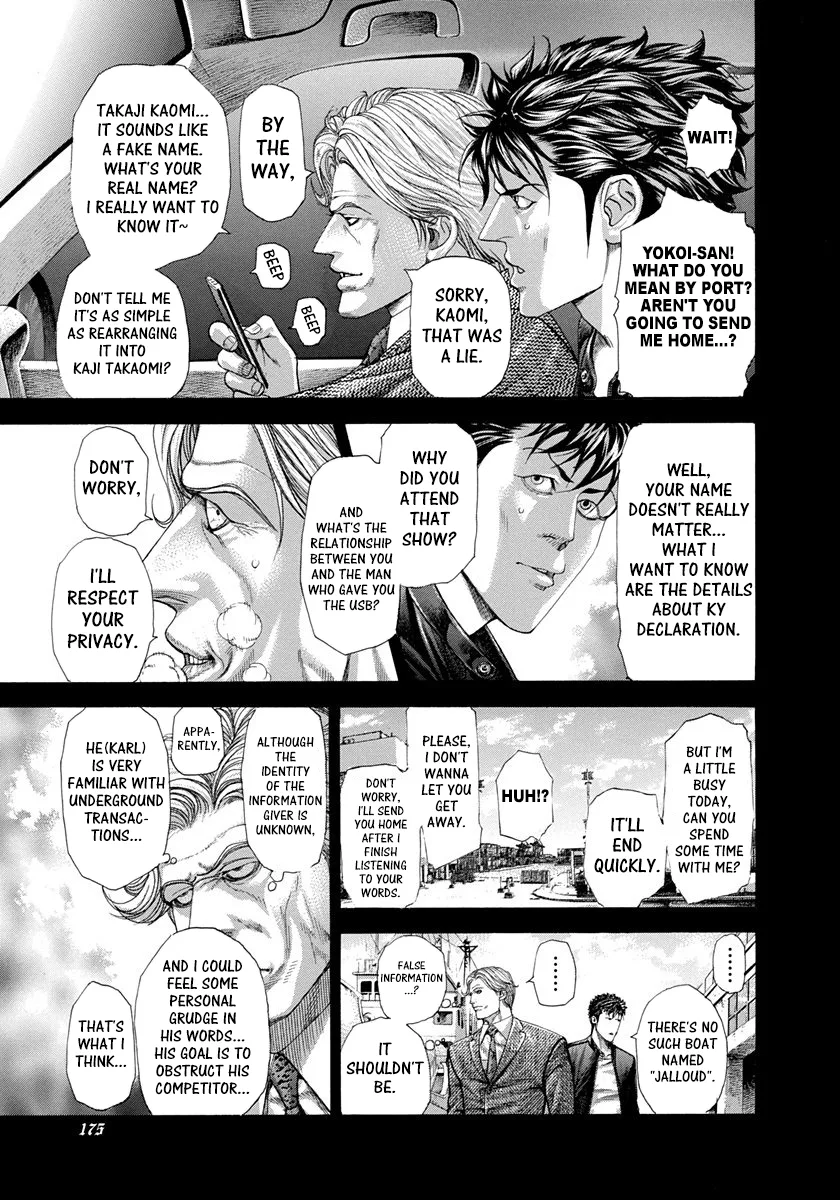 WAIT!
YOKOI-SAN!
WHAT DO YOU
MEAN BY PORT?
AREN'T YOU
GOING TO SEND
ME HOME...?
SORRY,
KAOMI,
THAT WAS
A LIE.
BEEP
BEEP
BY
THE
WAY,
TAKAJI KAOMI...
IT SOUNDS LIKE
A FAKE NAME.
WHAT'S YOUR
REAL NAME?
I REALLY WANT TO
KNOW IT~
DON'T TELL ME
IT'S AS SIMPLE
AS REARRANGING
IT INTO
KAJI TAKAOMI?
WELL,
YOUR NAME
DOESN'T REALLY
MATTER...
WHAT I
WANT TO KNOW
ARE THE DETAILS
ABOUT KY
DECLARATION.
WHY
DID YOU
ATTEND
THAT
SHOW?
AND
WHAT'S THE
RELATIONSHIP
BETWEEN YOU
AND THE MAN
WHO GAVE YOU
THE USB?
DON'T
WORRY,
I'LL
RESPECT
YOUR
PRIVACY.
BUT I'M
A LITTLE
BUSY
TODAY,
CAN YOU
SPEND
SOME TIME
WITH ME?
IT'LL
END
QUICKLY.
HUH!?
PLEASE,
I DON'T
WANNA
LET YOU
GET
AWAY.
DON'T
WORRY,
I'LL SEND
YOU HOME
AFTER I
FINISH
LISTENING
TO YOUR
WORDS.
THERE'S NO
SUCH BOAT
NAMED
"JALLOUD".
......
FALSE
INFORMATION
...?
IT
SHOULDN'T
BE.
ALTHOUGH
THE
IDENTITY
OF THE
INFORMATION
GIVER IS
UNKNOWN,
APPA-
RENTLY,
HE(KARL)
IS VERY
FAMILIAR WITH
UNDERGROUND
TRANSAC-
TIONS...
AND I COULD
FEEL SOME
PERSONAL
GRUDGE IN
HIS WORDS...
HIS GOAL IS TO
OBSTRUCT HIS
COMPETITOR...
THAT'S
WHAT I
THINK...
175